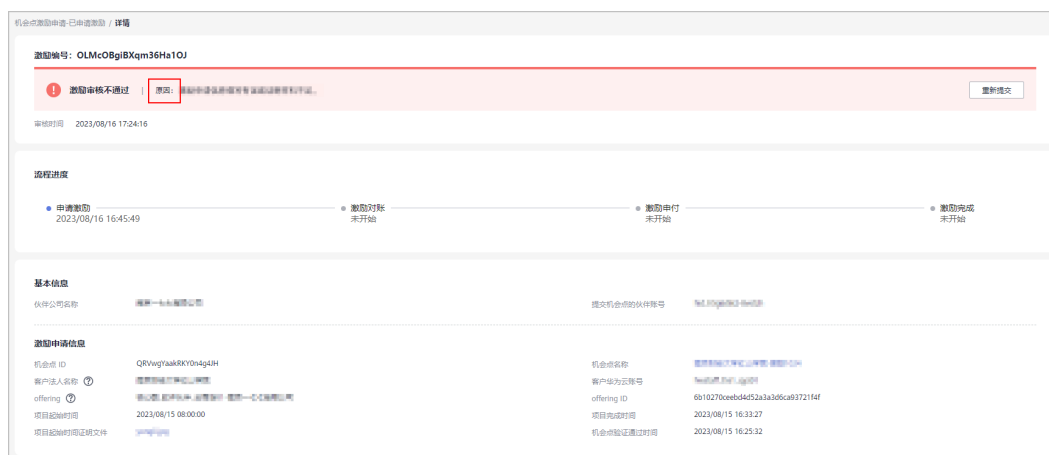 机会点激励申请-已申请激励 / 详情
激励编号：OLMcOBgiBXqm36Ha1OJ
激励审核不通过 | 原因：
重新提交
审核时间 2023/08/16 17:24:16
流程进度
申请激励 激励对账 激励申付 激励完成
2023/08/16 16:45:49 未开始 未开始 未开始
基本信息
伙伴公司名称 提交机会点的伙伴账号
激励申请信息
机会点 ID QRVwgYaakRKY0n4g4JH 机会点名称
客户法人名称 ? 客户华为云账号
offering ? offering ID 6b10270ceebd4d52a3a3d6ca93721f4f
项目起始时间 2023/08/15 08:00:00 项目完成时间 2023/08/15 16:33:27
项目起始时间证明文件 机会点验证通过时间 2023/08/15 16:25:32